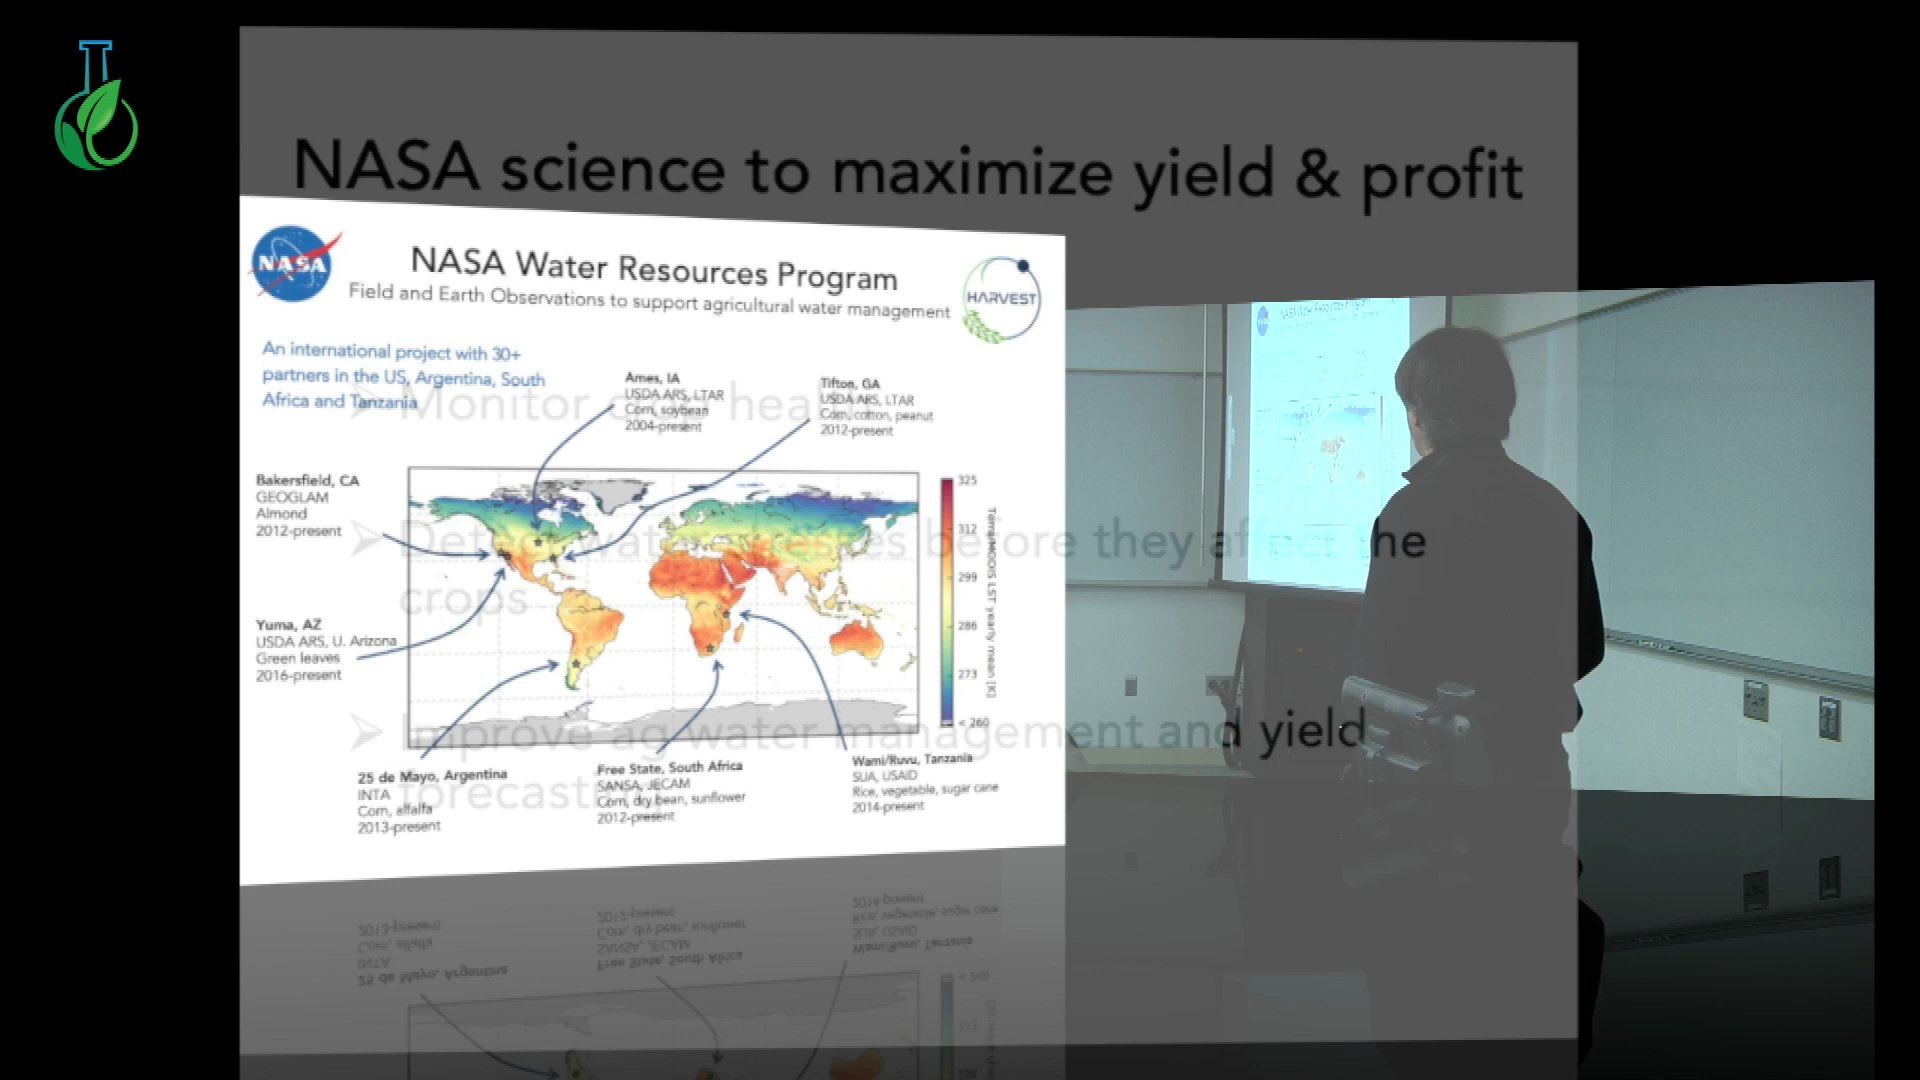 NASA science to maximize yield & profit
NASA
NASA Water Resources Program
Field and Earth Observations to support agricultural water management
HARVEST
An international project with 30+
partners in the US, Argentina, South
Africa and Tanzania
Ames, IA
USDA ARS, LTAR
Corn, soybean
2004-present
Tifton, GA
USDA ARS, LTAR
Corn, cotton, peanut
2012-present
Bakersfield, CA
GEOGLAM
Almond
2012-present
Yuma, AZ
USDA ARS, U. Arizona
Green leaves
2016-present
325
312
299
286
273
< 260
Terra/MODIS LST yearly mean [K]
25 de Mayo, Argentina
INTA
Corn, alfalfa
2013-present
Free State, South Africa
SANSA, JECAM
Corn, dry bean, sunflower
2012-present
Wami/Ruvu, Tanzania
SUA, USAID
Rice, vegetable, sugar cane
2014-present
Monitor health
Detect water stresses before they affect the
crops
Improve ag water management and yield
NASA Water Resources Program